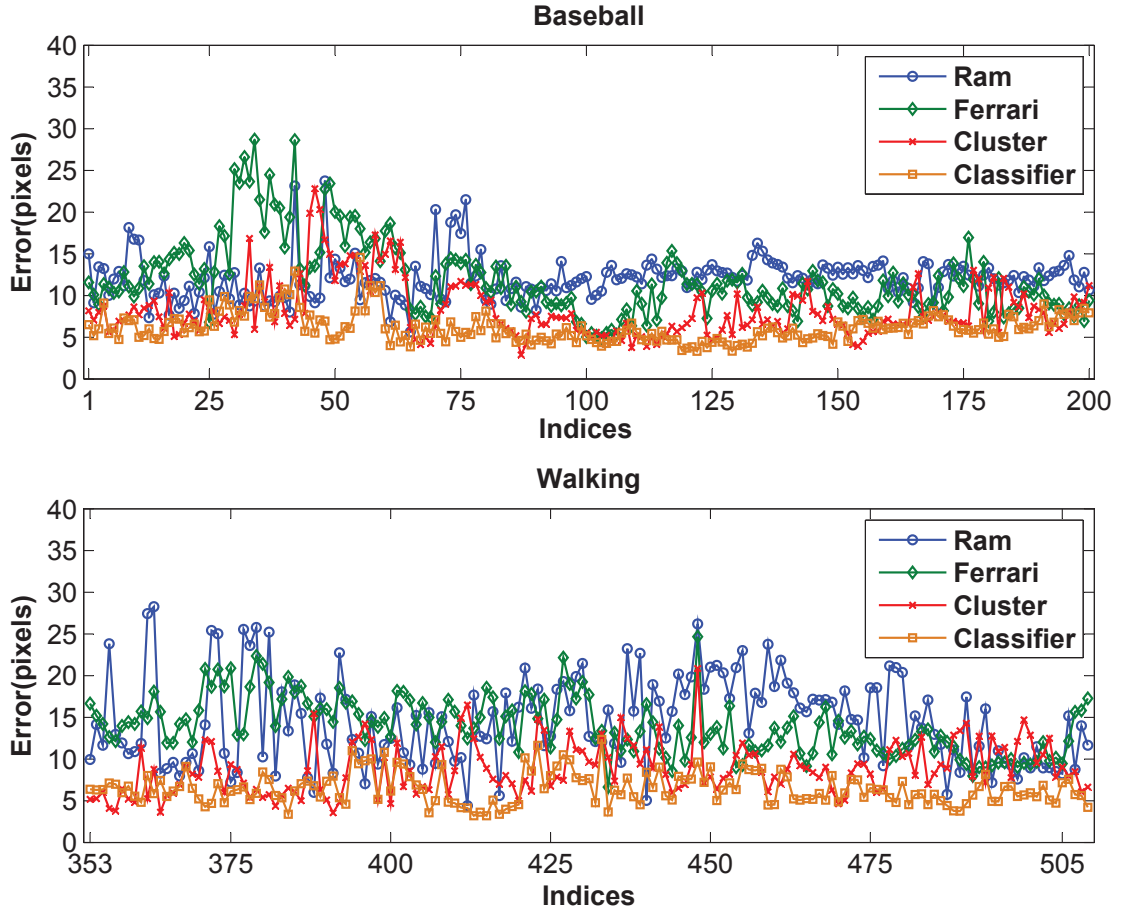 Baseball
Error(pixels)
40
35
30
25
20
15
10
5
0
Ram
Ferrari
Cluster
Classifier
1 25 50 75 100 125 150 175 200
Indices
Walking
Error(pixels)
40
35
30
25
20
15
10
5
0
Ram
Ferrari
Cluster
Classifier
353 375 400 425 450 475 505
Indices